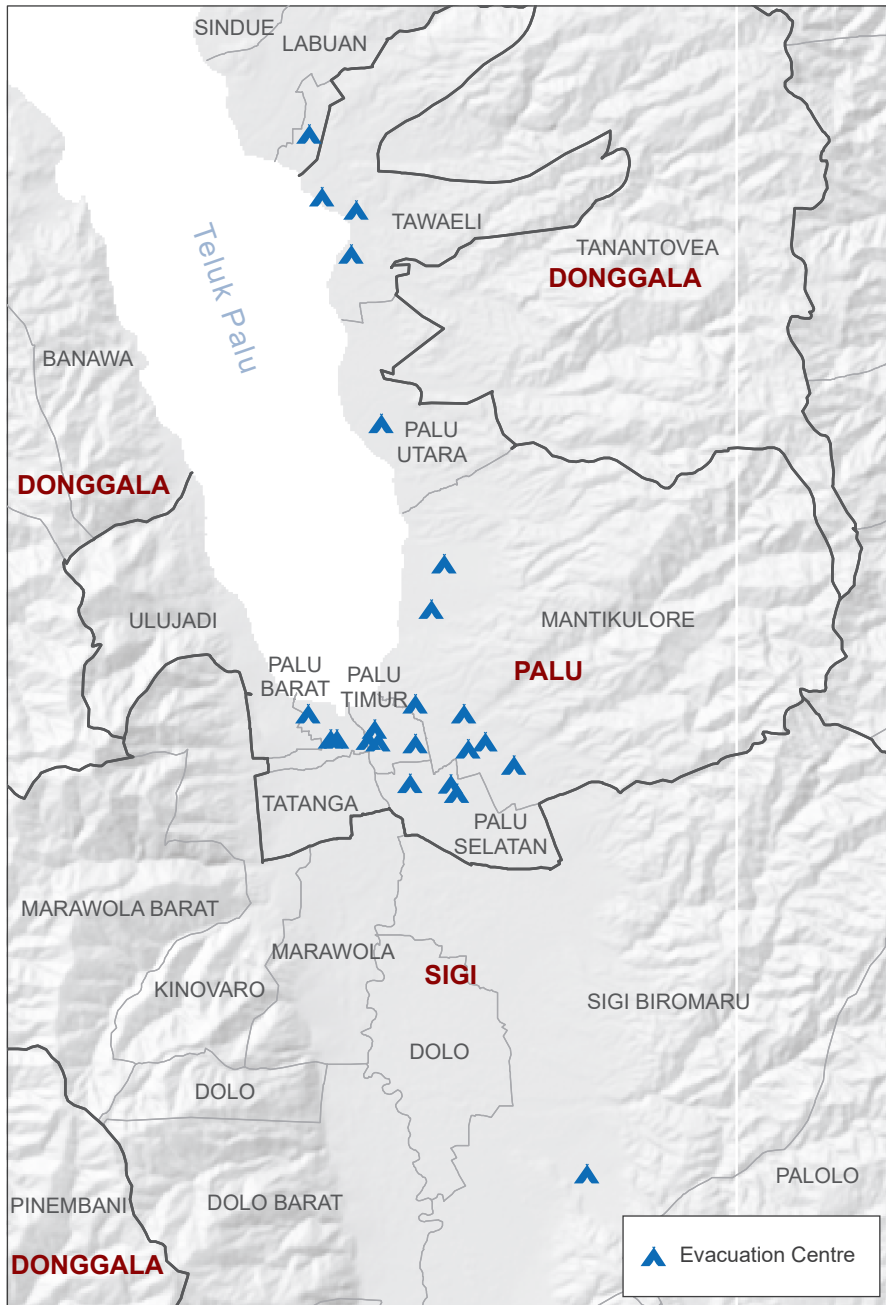 SINDUE
LABUAN
TAWAELI
TANANTOVEA
DONGGALA
Teluk Palu
BANAWA
PALU
UTARA
DONGGALA
ULUJADI
MANTIKULORE
PALU
BARAT
PALU
TIMUR
PALU
TATANGA
PALU
SELATAN
MARAWOLA BARAT
MARAWOLA
KINOVARO
SIGI
SIGI BIROMARU
DOLO
DOLO
PALOLO
PINEMBANI
DOLO BARAT
DONGGALA
Evacuation Centre